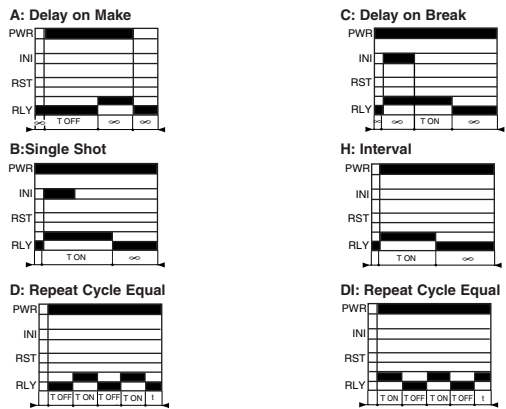 A: Delay on Make
PWR
INI
RST
RLY
∞ T OFF ∞ ∞
C: Delay on Break
PWR
INI
RST
RLY
∞ ∞ T ON ∞
B:Single Shot
PWR
INI
RST
RLY
T ON ∞
H: Interval
PWR
INI
RST
RLY
T ON ∞
D: Repeat Cycle Equal
PWR
INI
RST
RLY
T OFF T ON T OFF T ON t
DI: Repeat Cycle Equal
PWR
INI
RST
RLY
T ON T OFF T ON T OFF t